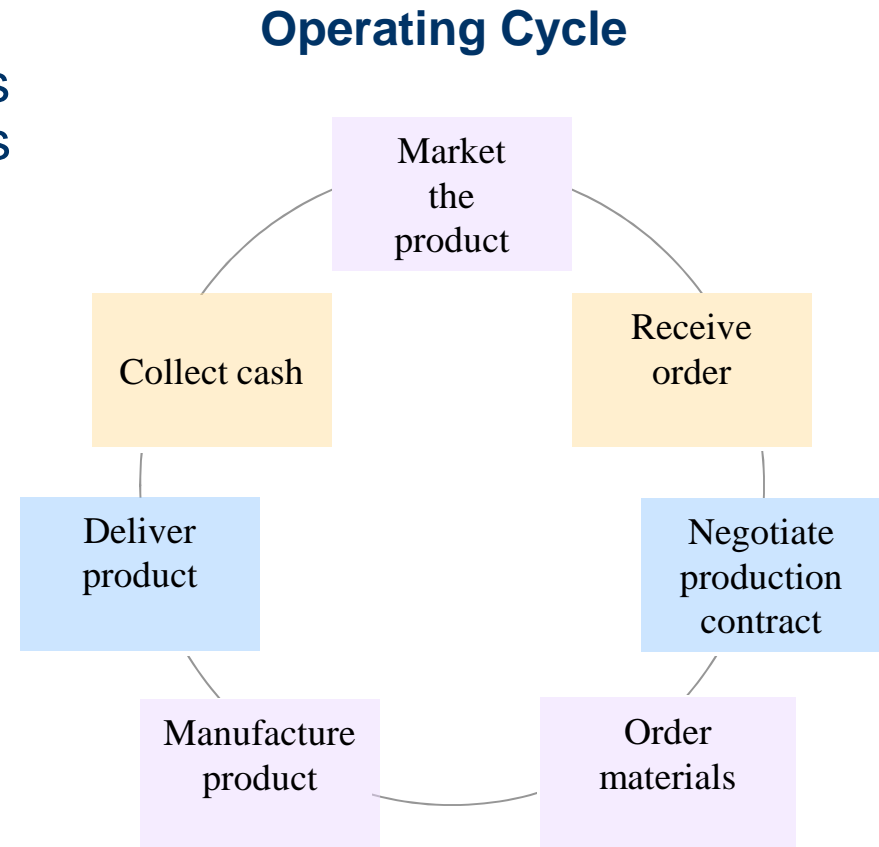 Operating Cycle
s
s
Market
the
product
Receive
order
Collect cash
Deliver
product
Negotiate
production
contract
Manufacture
product
Order
materials